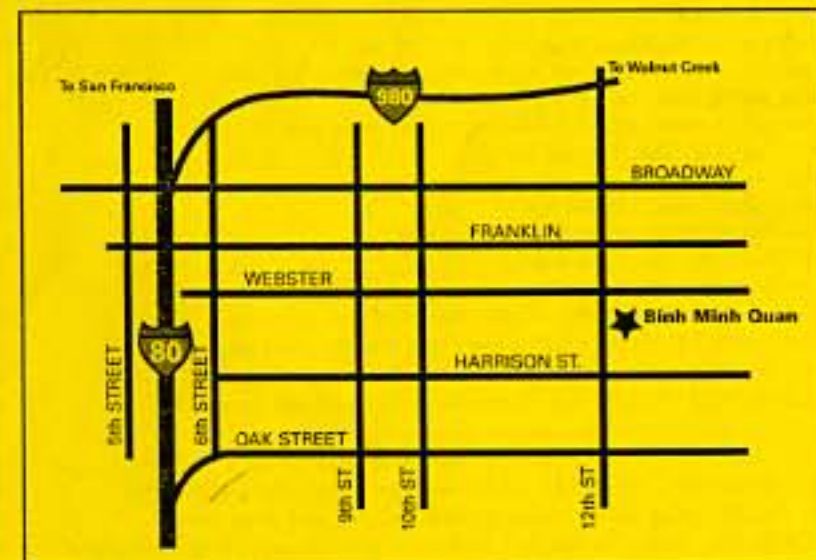 To San Francisco
980
To Walnut Creek
BROADWAY
FRANKLIN
WEBSTER
Binh Minh Quan
80
5th STREET
6th STREET
HARRISON ST.
OAK STREET
9th ST
10th ST
12th ST